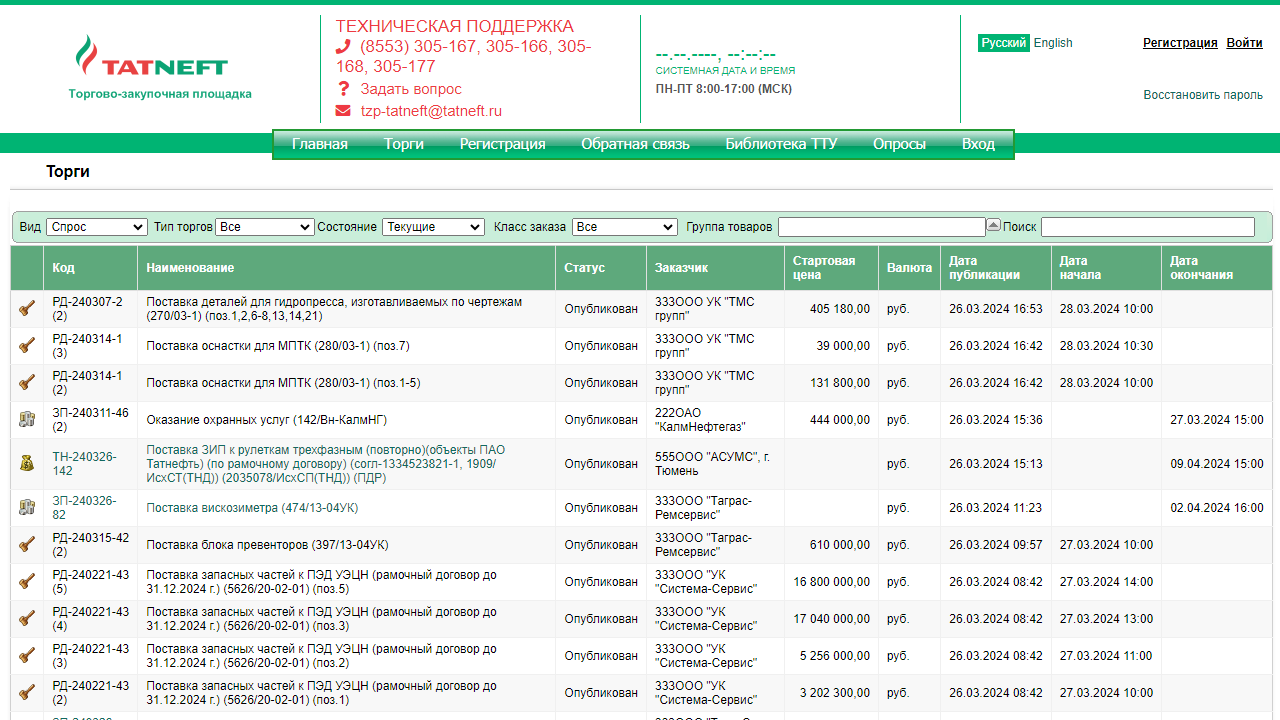 TATNEFT
Торгово-закупочная площадка
ТЕХНИЧЕСКАЯ ПОДДЕРЖКА
(8553) 305-167, 305-166, 305-
168, 305-177
Задать вопрос
tzp-tatneft@tatneft.ru
--.--.----, --:--:--
СИСТЕМНАЯ ДАТА И ВРЕМЯ
ПН-ПТ 8:00-17:00 (МСК)
Русский English
Регистрация Войти
Восстановить пароль
Главная Торги Регистрация Обратная связь Библиотека ТТУ Опросы Вход
Торги
Вид Спрос Тип торгов Все Состояние Текущие Класс заказа Все Группа товаров Поиск
Код Наименование Статус Заказчик Стартовая цена Валюта Дата публикации Дата начала Дата окончания
РД-240307-2 (2) Поставка деталей для гидропресса, изготавливаемых по чертежам (270/03-1) (поз.1,2,6-8,13,14,21) Опубликован 333ООО УК "ТМС групп" 405 180,00 руб. 26.03.2024 16:53 28.03.2024 10:00
РД-240314-1 (3) Поставка оснастки для МПТК (280/03-1) (поз.7) Опубликован 333ООО УК "ТМС групп" 39 000,00 руб. 26.03.2024 16:42 28.03.2024 10:30
РД-240314-1 (2) Поставка оснастки для МПТК (280/03-1) (поз.1-5) Опубликован 333ООО УК "ТМС групп" 131 800,00 руб. 26.03.2024 16:42 28.03.2024 10:00
ЗП-240311-46 (2) Оказание охранных услуг (142/Вн-КалмНГ) Опубликован 222ОАО "КалмНефтегаз" 444 000,00 руб. 26.03.2024 15:36 27.03.2024 15:00
ТН-240326-142 Поставка ЗИП к рулеткам трехфазным (повторно)(объекты ПАО Татнефть) (по рамочному договору) (согл-1334523821-1, 1909/ИсхСТ(ТНД)) (2035078/ИсхСП(ТНД)) (ПДР) Опубликован 555ООО "АСУМС", г. Тюмень руб. 26.03.2024 15:13 09.04.2024 15:00
ЗП-240326-82 Поставка вискозиметра (474/13-04УК) Опубликован 333ООО "Таграс-Ремсервис" руб. 26.03.2024 11:23 02.04.2024 16:00
РД-240315-42 (2) Поставка блока превенторов (397/13-04УК) Опубликован 333ООО "Таграс-Ремсервис" 610 000,00 руб. 26.03.2024 09:57 27.03.2024 10:00
РД-240221-43 (5) Поставка запасных частей к ПЭД УЭЦН (рамочный договор до 31.12.2024 г.) (5626/20-02-01) (поз.5) Опубликован 333ООО "УК "Система-Сервис" 16 800 000,00 руб. 26.03.2024 08:42 27.03.2024 14:00
РД-240221-43 (4) Поставка запасных частей к ПЭД УЭЦН (рамочный договор до 31.12.2024 г.) (5626/20-02-01) (поз.3) Опубликован 333ООО "УК "Система-Сервис" 17 040 000,00 руб. 26.03.2024 08:42 27.03.2024 13:00
РД-240221-43 (3) Поставка запасных частей к ПЭД УЭЦН (рамочный договор до 31.12.2024 г.) (5626/20-02-01) (поз.2) Опубликован 333ООО "УК "Система-Сервис" 5 256 000,00 руб. 26.03.2024 08:42 27.03.2024 11:00
РД-240221-43 (2) Поставка запасных частей к ПЭД УЭЦН (рамочный договор до 31.12.2024 г.) (5626/20-02-01) (поз.1) Опубликован 333ООО "УК "Система-Сервис" 3 202 300,00 руб. 26.03.2024 08:42 27.03.2024 10:00